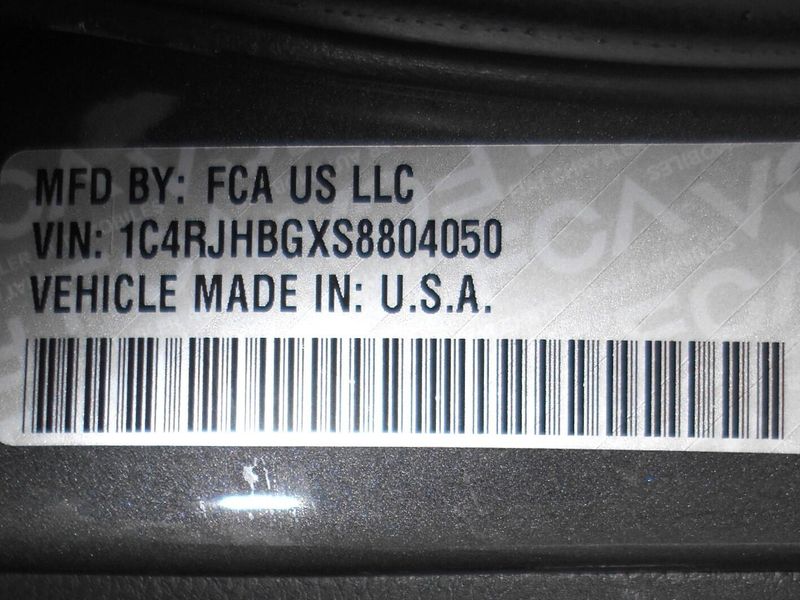 MFD BY: FCA US LLC
VIN: 1C4RJHBGXS8804050
VEHICLE MADE IN: U.S.A.